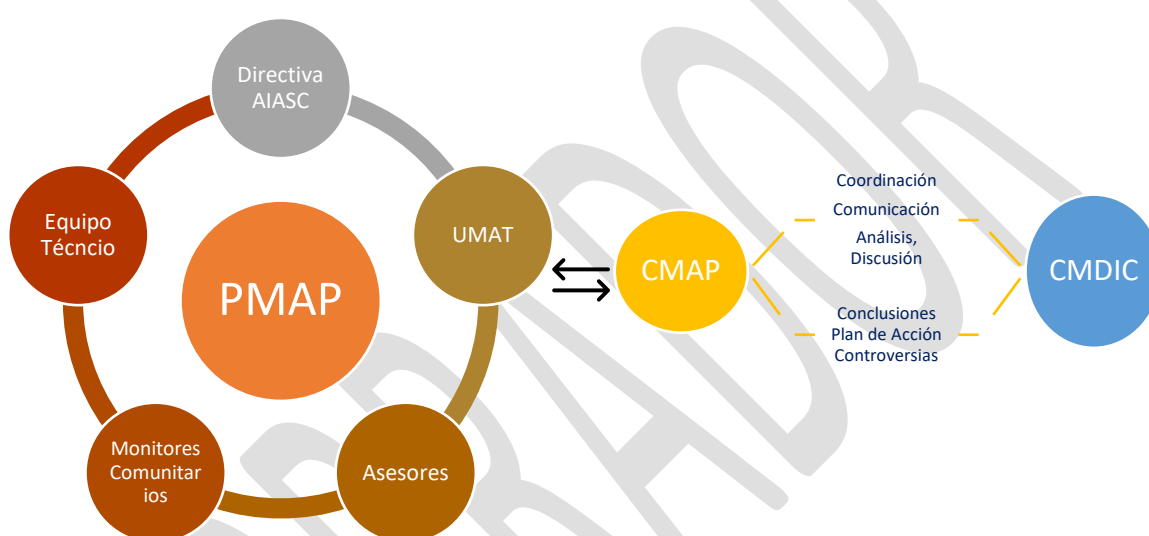 Directiva
AIASC
Equipo
Técncio
PMAP
UMAT
Monitores
Comunitar
ios
Asesores
CMAP
Coordinación
Comunicación
Análisis,
Discusión
Conclusiones
Plan de Acción
Controversias
CMDIC